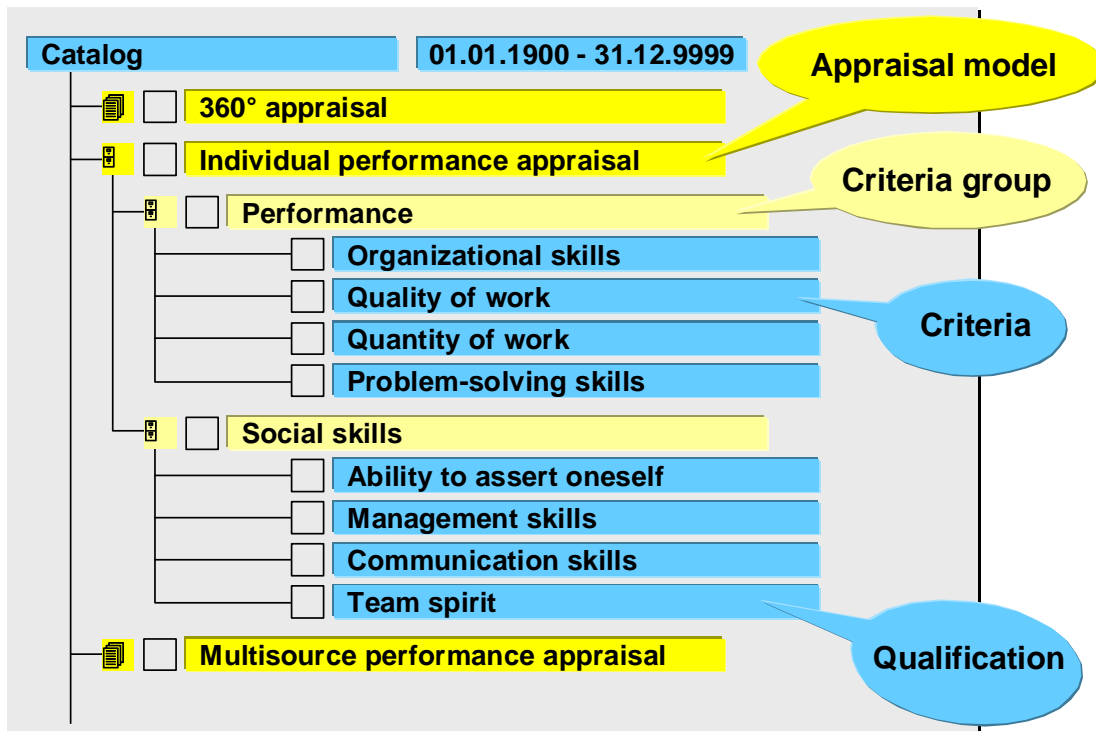 Catalog
01.01.1900 - 31.12.9999
Appraisal model
360° appraisal
Individual performance appraisal
Criteria group
Performance
Organizational skills
Quality of work
Criteria
Quantity of work
Problem-solving skills
Social skills
Ability to assert oneself
Management skills
Communication skills
Team spirit
Qualification
Multisource performance appraisal